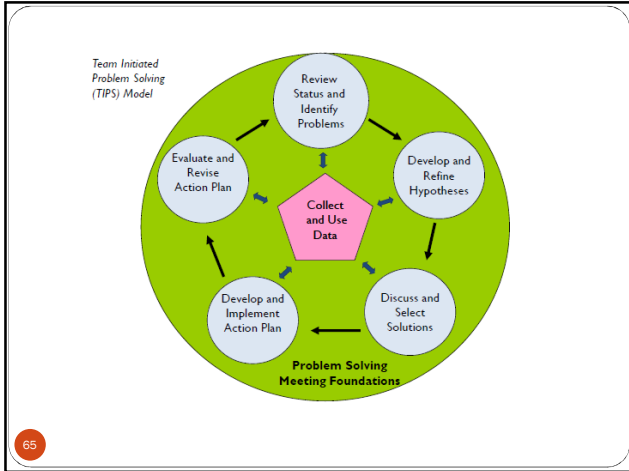 Team Initiated
Problem Solving
(TIPS) Model
Review
Status and
Identify
Problems
Develop and
Refine
Hypotheses
Discuss and
Select
Solutions
Develop and
Implement
Action Plan
Evaluate and
Revise
Action Plan
Collect
and Use
Data
Problem Solving
Meeting Foundations
65